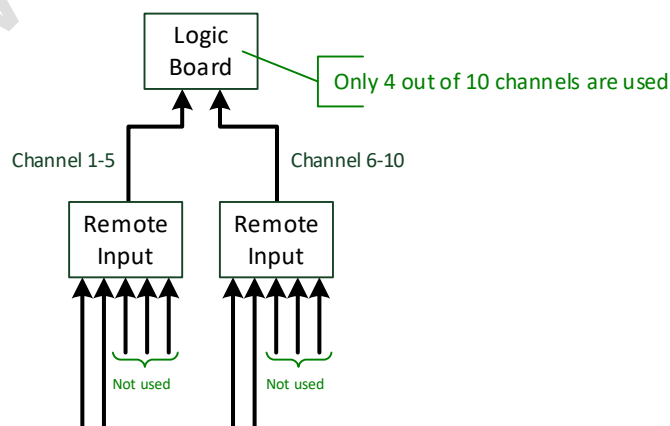 Logic
Board
Only 4 out of 10 channels are used
Channel 1-5
Channel 6-10
Remote
Input
Remote
Input
Not used
Not used